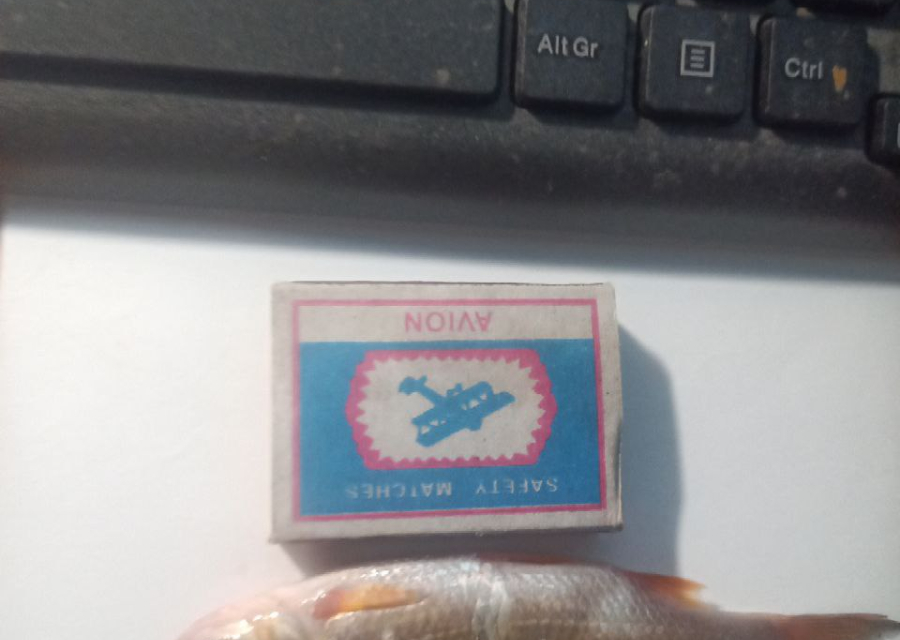 Alt Gr
Ctrl
AVION
SAFETY MATCHES